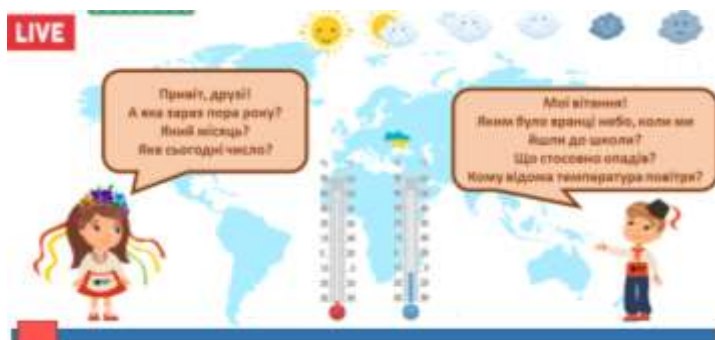 LIVE
Привіт, друзі!
А яка зараз пора року?
Який місяць?
Яке сьогодні число?
Мої вітання!
Яким було вранці небо, коли ми
йшли до школи?
Що стосовно опадів?
Кому відома температура повітря?